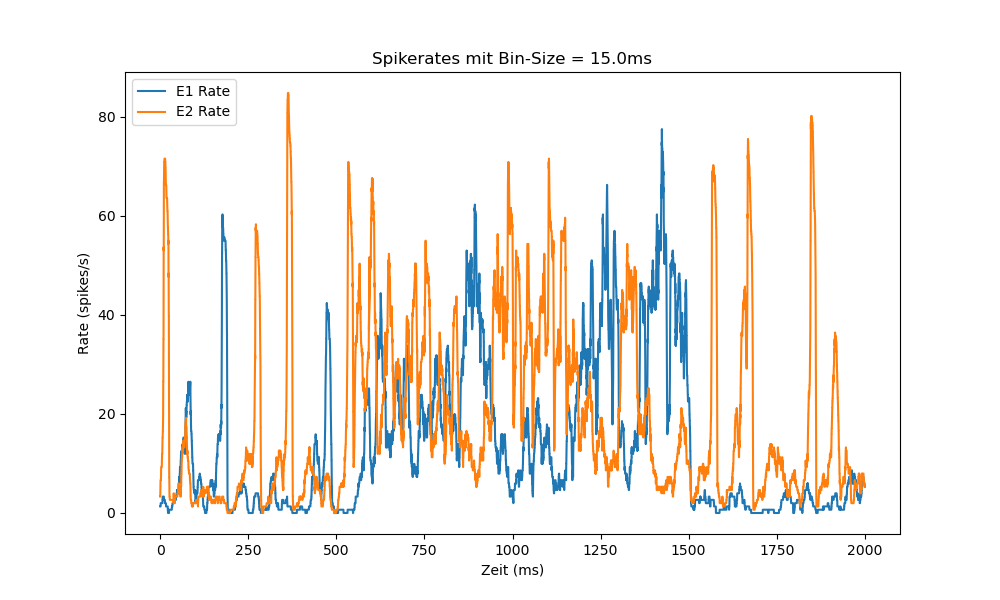 Spikerates mit Bin-Size = 15.0ms
E1 Rate
E2 Rate
80
60
40
20
0
Rate (spikes/s)
0 250 500 750 1000 1250 1500 1750 2000
Zeit (ms)